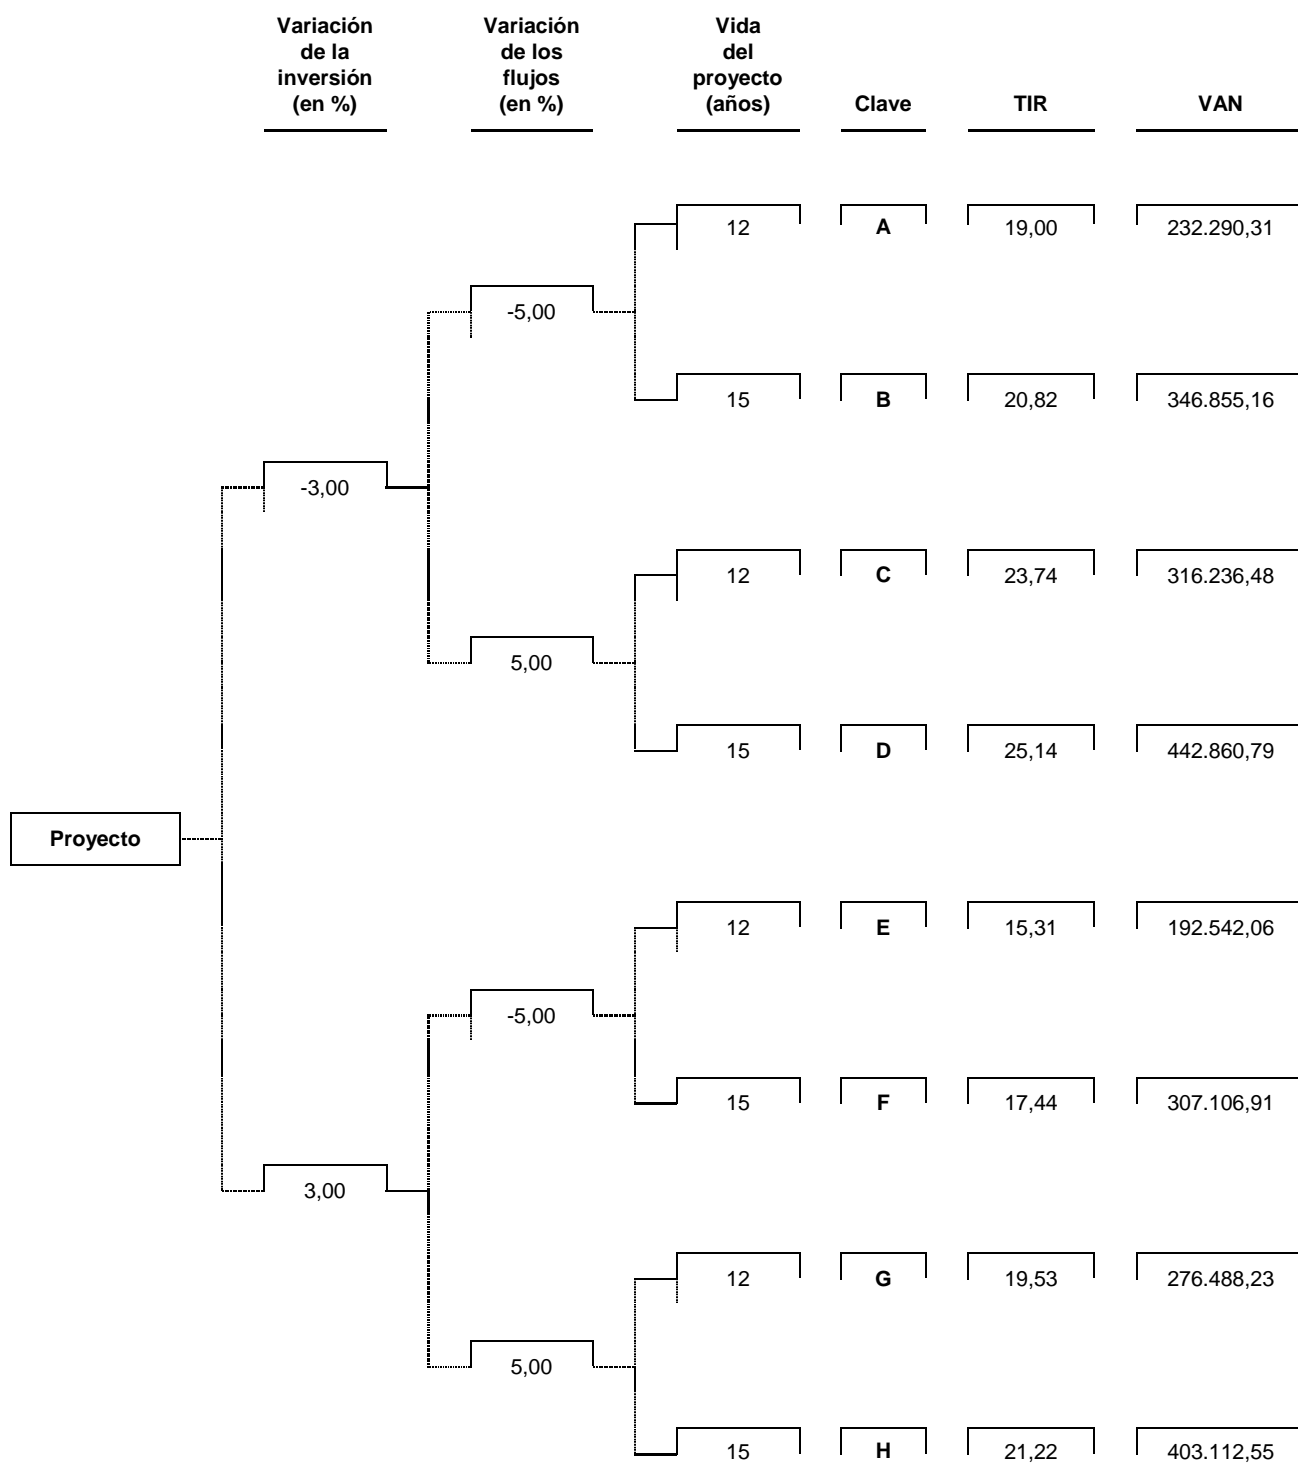 Variación Variación Vida
de la de los del
inversión flujos proyecto
(en %) (en %) (años) Clave TIR VAN
12 A 19,00 232.290,31
-5,00
15 B 20,82 346.855,16
-3,00
12 C 23,74 316.236,48
5,00
15 D 25,14 442.860,79
Proyecto
12 E 15,31 192.542,06
-5,00
15 F 17,44 307.106,91
3,00
12 G 19,53 276.488,23
5,00
15 H 21,22 403.112,55